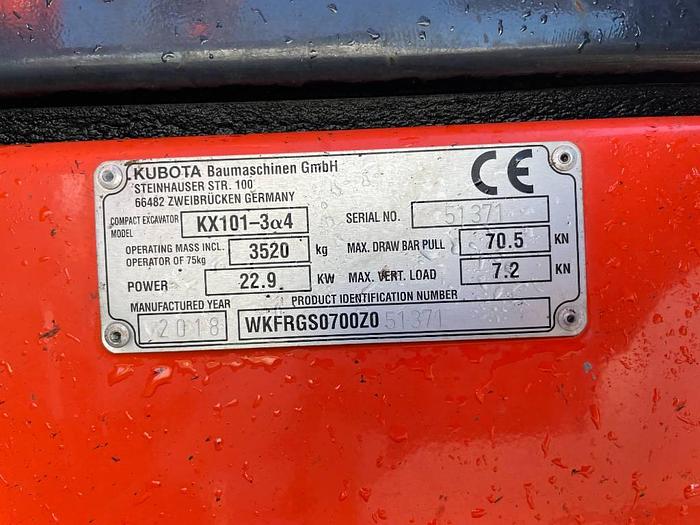 KUBOTA Baumaschinen GmbH
STEINHAUSER STR. 100
66482 ZWEIBRÜCKEN GERMANY
CE
COMPACT EXCAVATOR MODEL KX101-3α4
SERIAL NO. 51371
OPERATING MASS INCL. OPERATOR OF 75kg 3520 kg
MAX. DRAW BAR PULL 70.5 KN
POWER 22.9 KW
MAX. VERT. LOAD 7.2 KN
MANUFACTURED YEAR 2018
PRODUCT IDENTIFICATION NUMBER
WKFRGS0700Z051371